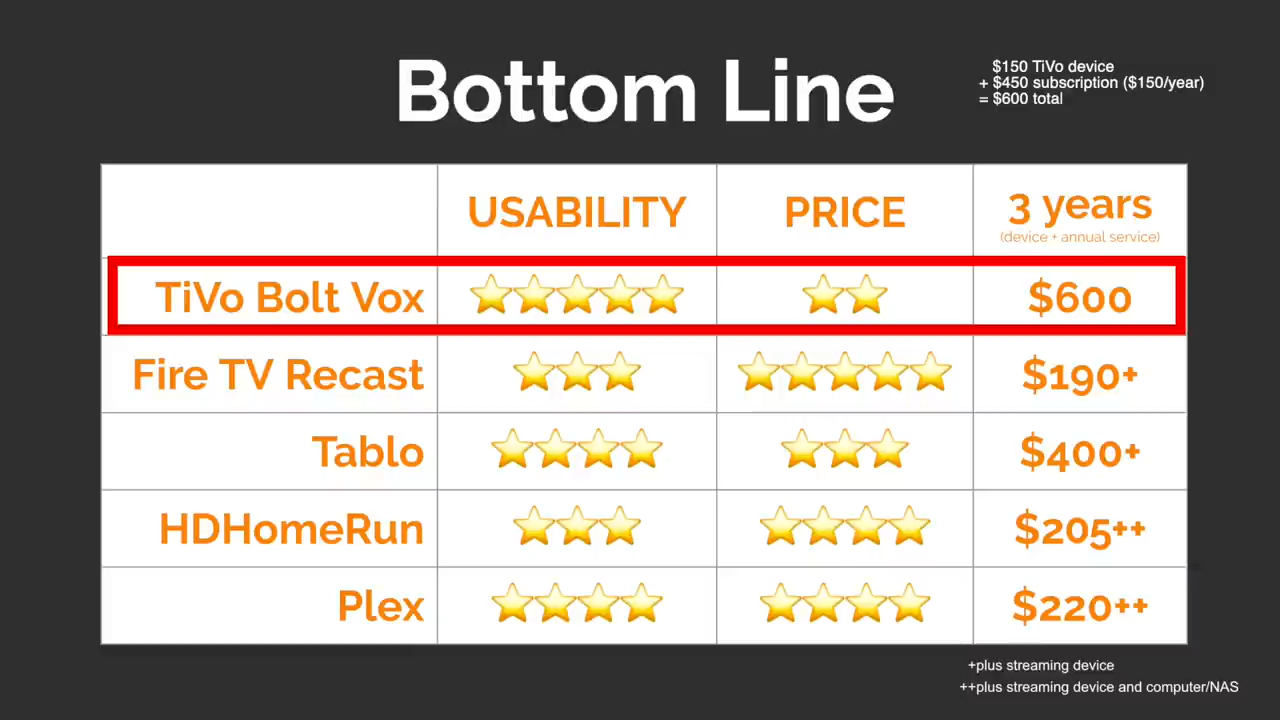 Bottom Line
$150 TiVo device
+ $450 subscription ($150/year)
= $600 total
USABILITY PRICE 3 years
(device + annual service)
TiVo Bolt Vox $600
Fire TV Recast $190+
Tablo $400+
HDHomeRun $205++
Plex $220++
+plus streaming device
++plus streaming device and computer/NAS